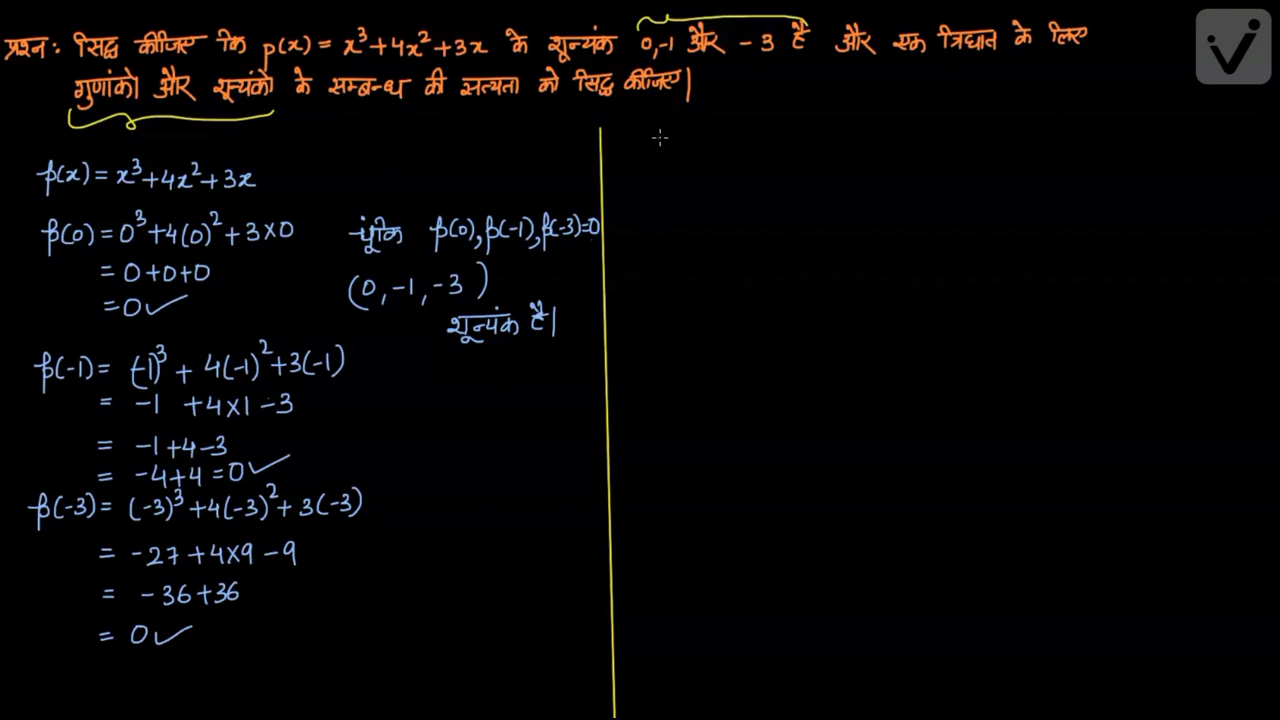 प्रश्न: सिद्ध कीजिए कि p(x) = x³+4x²+3x के शून्यांक 0,-1 और -3 है और एक त्रिघात के लिए
गुणांको और शून्यंको के सम्बन्ध की सत्यता को सिद्ध कीजिए|
p(x) = x³+4x²+3x
p(0) = 0³+4(0)²+3×0
= 0+0+0
= 0✓
p(-1) = (-1)³ + 4(-1)²+3(-1)
= -1 +4×1 -3
= -1+4-3
= -4+4 =0✓
p(-3) = (-3)³+4(-3)²+3(-3)
= -27+4×9-9
= -36+36
= 0✓
चूंकि p(0),p(-1),p(-3)=0
(0,-1,-3)
शून्यंक है|